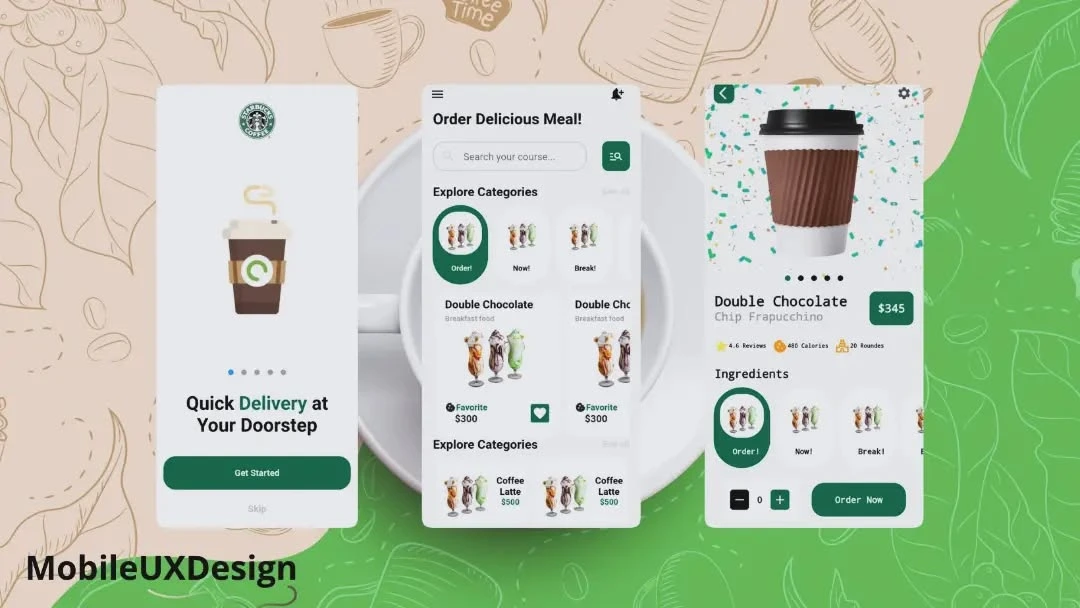 Coffee
Time
STARBUCKS
COFFEE
Quick Delivery at
Your Doorstep
Get Started
Skip
Order Delicious Meal!
Search your course...
Explore Categories
See all
Order!
Now!
Break!
Double Chocolate
Breakfast food
Favorite
$300
Double Cho
Breakfast food
Favorite
$300
Explore Categories
See all
Coffee
Latte
$500
Coffee
Latte
$500
Double Chocolate
Chip Frapucchino
$345
4.6 Reviews
480 Calories
20 Roundes
Ingredients
Order!
Now!
Break!
0
Order Now
MobileUXDesign